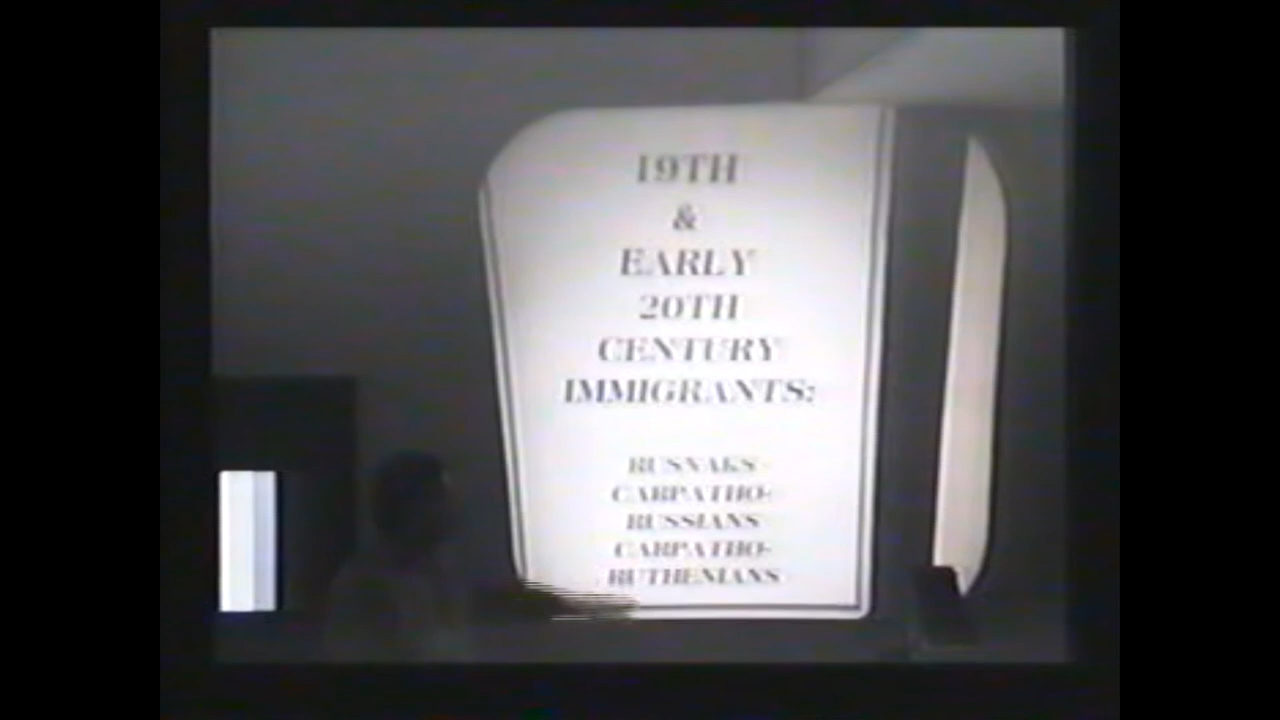 19TH
&
EARLY
20TH
CENTURY
IMMIGRANTS:
RUSNAKS
CARPATHO-
RUSSIANS
CARPATHO-
RUTHENIANS